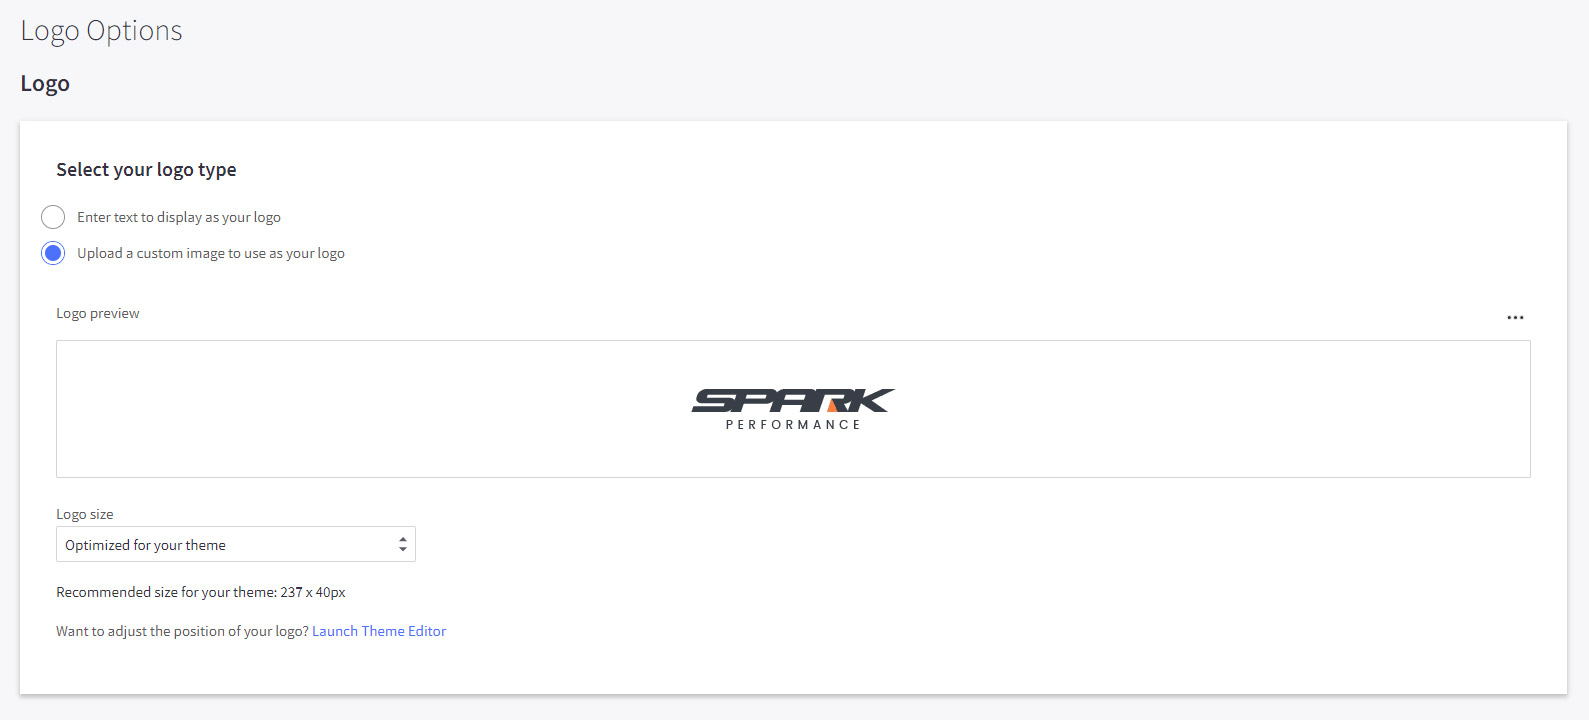 Logo Options
Logo
Select your logo type
Enter text to display as your logo
Upload a custom image to use as your logo
Logo preview
SPARK
PERFORMANCE
Logo size
Optimized for your theme
Recommended size for your theme: 237 x 40px
Want to adjust the position of your logo? Launch Theme Editor